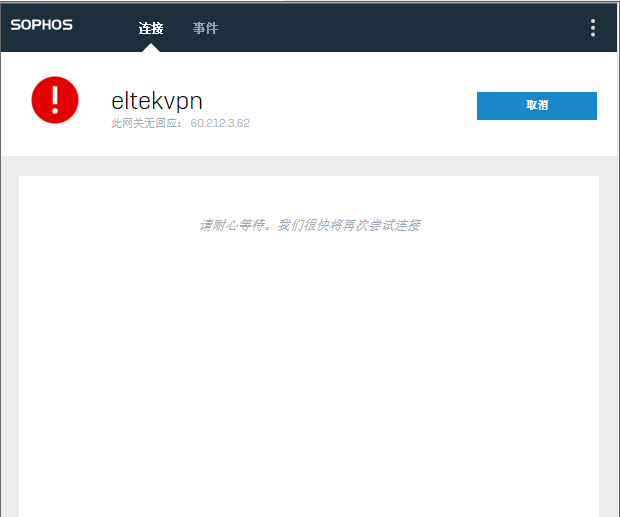 SOPHOS
连接
事件
eltekvpn
此网关无回应： 60.212.3.62
取消
请耐心等待。我们很快将再次尝试连接